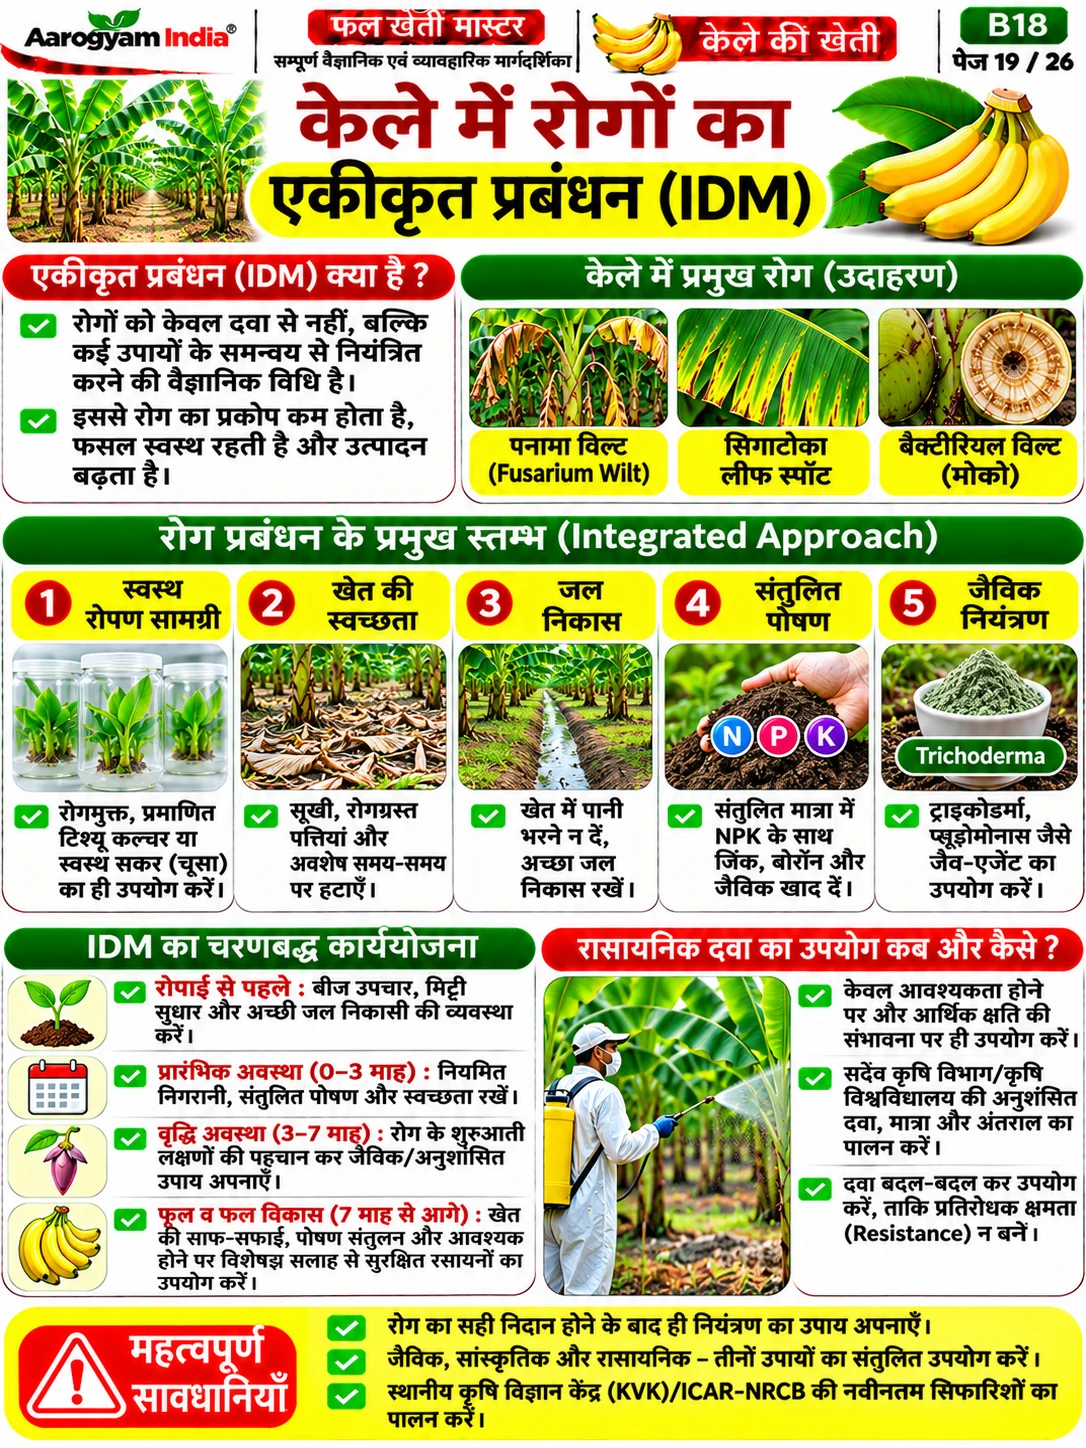 Aarogyam India®
फल खेती मास्टर
सम्पूर्ण वैज्ञानिक एवं व्यावहारिक मार्गदर्शिका
केले की खेती
B18
पेज 19 / 26
केले में रोगों का
एकीकृत प्रबंधन (IDM)
एकीकृत प्रबंधन (IDM) क्या है ?
रोगों को केवल दवा से नहीं, बल्कि
कई उपायों के समन्वय से नियंत्रित
करने की वैज्ञानिक विधि है।
इससे रोग का प्रकोप कम होता है,
फसल स्वस्थ रहती है और उत्पादन
बढ़ता है।
केले में प्रमुख रोग (उदाहरण)
पनामा विल्ट
(Fusarium Wilt)
सिगाटोका
लीफ स्पॉट
बैक्टीरियल विल्ट
(मोको)
रोग प्रबंधन के प्रमुख स्तम्भ (Integrated Approach)
1 स्वस्थ
रोपण सामग्री
रोगमुक्त, प्रमाणित
टिश्यू कल्चर या
स्वस्थ सकर (चूसा)
का ही उपयोग करें।
2 खेत की
स्वच्छता
सूखी, रोगग्रस्त
पत्तियां और
अवशेष समय-समय
पर हटाएँ।
3 जल
निकास
खेत में पानी
भरने न दें,
अच्छा जल
निकास रखें।
4 संतुलित
पोषण
N P K
संतुलित मात्रा में
NPK के साथ
जिंक, बोरॉन और
जैविक खाद दें।
5 जैविक
नियंत्रण
Trichoderma
ट्राइकोडर्मा,
प्सूडोमोनास जैसे
जैव-एजेंट का
उपयोग करें।
IDM का चरणबद्ध कार्ययोजना
रोपाई से पहले : बीज उपचार, मिट्टी
सुधार और अच्छी जल निकासी की व्यवस्था
करें।
प्रारंभिक अवस्था (0–3 माह) : नियमित
निगरानी, संतुलित पोषण और स्वच्छता रखें।
वृद्धि अवस्था (3–7 माह) : रोग के शुरुआती
लक्षणों की पहचान कर जैविक/अनुशंसित
उपाय अपनाएँ।
फूल व फल विकास (7 माह से आगे) : खेत
की साफ-सफाई, पोषण संतुलन और आवश्यक
होने पर विशेषज्ञ सलाह से सुरक्षित रसायनों का
उपयोग करें।
रासायनिक दवा का उपयोग कब और कैसे ?
केवल आवश्यकता होने
पर और आर्थिक क्षति की
संभावना पर ही उपयोग करें।
सदैव कृषि विभाग/कृषि
विश्वविद्यालय की अनुशंसित
दवा, मात्रा और अंतराल का
पालन करें।
दवा बदल-बदल कर उपयोग
करें, ताकि प्रतिरोधक क्षमता
(Resistance) न बनें।
महत्वपूर्ण
सावधानियाँ
रोग का सही निदान होने के बाद ही नियंत्रण का उपाय अपनाएँ।
जैविक, सांस्कृतिक और रासायनिक – तीनों उपायों का संतुलित उपयोग करें।
स्थानीय कृषि विज्ञान केंद्र (KVK)/ICAR-NRCB की नवीनतम सिफारिशों का
पालन करें।